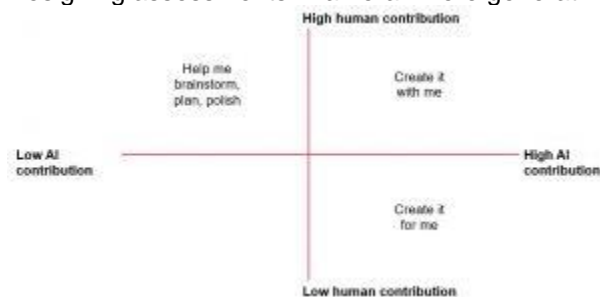 High human contribution
Help me
brainstorm,
plan, polish
Create it
with me
Low AI
contribution
High AI
contribution
Create it
for me
Low human contribution